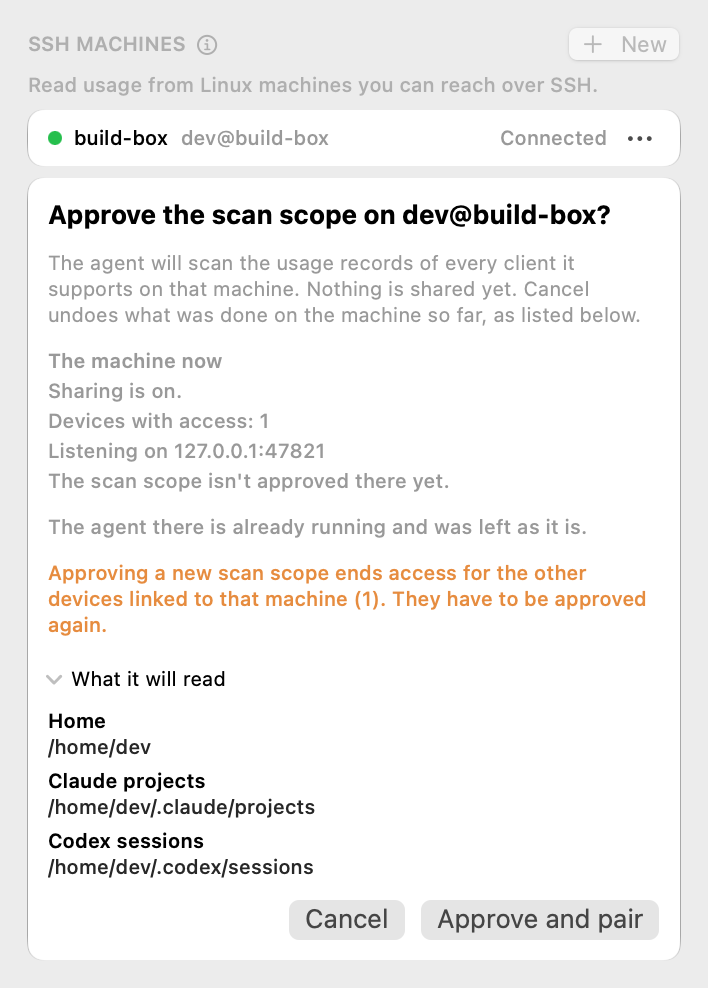 SSH MACHINES
+ New
Read usage from Linux machines you can reach over SSH.
build-box dev@build-box Connected •••
Approve the scan scope on dev@build-box?
The agent will scan the usage records of every client it
supports on that machine. Nothing is shared yet. Cancel
undoes what was done on the machine so far, as listed below.
The machine now
Sharing is on.
Devices with access: 1
Listening on 127.0.0.1:47821
The scan scope isn't approved there yet.
The agent there is already running and was left as it is.
Approving a new scan scope ends access for the other
devices linked to that machine (1). They have to be approved
again.
What it will read
Home
/home/dev
Claude projects
/home/dev/.claude/projects
Codex sessions
/home/dev/.codex/sessions
Cancel
Approve and pair